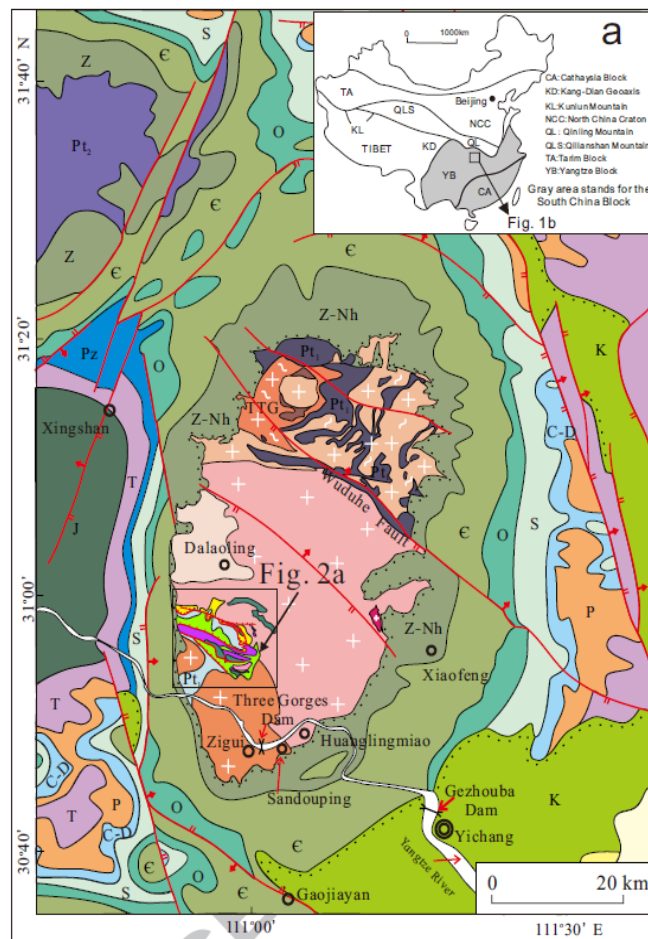 a
0 1000km
CA:Cathaysia Block
KD:Kang-Dian Geoaxis
KL:Kunlun Mountain
NCC:North China Craton
QL: Qinling Mountain
QLS:Qilianshan Mountain
TA:Tarim Block
YB:Yangtze Block
Gray area stands for the
South China Block
TA
Beijing
QLS
NCC
KL
QL
TIBET
KD
YB
CA
Fig. 1b
31°40' N
31°20'
31°00'
30°40'
111°00'
111°30' E
Z
S
Є
Є
O
Pt2
Z
Є
Є
Є
Z-Nh
K
Pt1
Pz
O
TTG
Pt1
C-D
Xingshan
Z-Nh
T
Pt
Wuduhe Fault
Є
O
S
J
Dalaoling
Fig. 2a
P
S
Z-Nh
Xiaofeng
T
Pt
Three Gorges
Dam
Zigui
Huanglingmiao
C-D
P
Sandouping
T
Gezhouba
Dam
K
C-D
O
Yichang
Є
Є
Yangtze River
S
O
Є
Gaojiayan
0 20 km